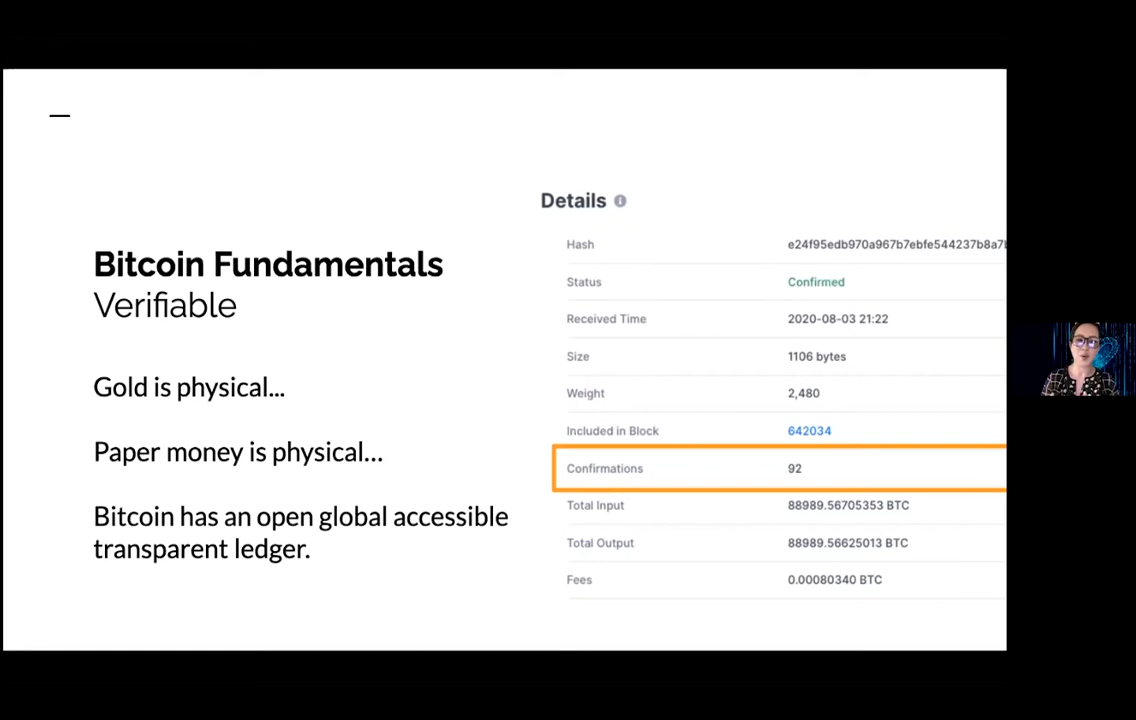 Bitcoin Fundamentals
Verifiable
Gold is physical...
Paper money is physical...
Bitcoin has an open global accessible
transparent ledger.
Details
Hash e24f95edb970a967b7ebfe544237b8a7
Status Confirmed
Received Time 2020-08-03 21:22
Size 1106 bytes
Weight 2,480
Included in Block 642034
Confirmations 92
Total Input 88989.56705353 BTC
Total Output 88989.56625013 BTC
Fees 0.00080340 BTC